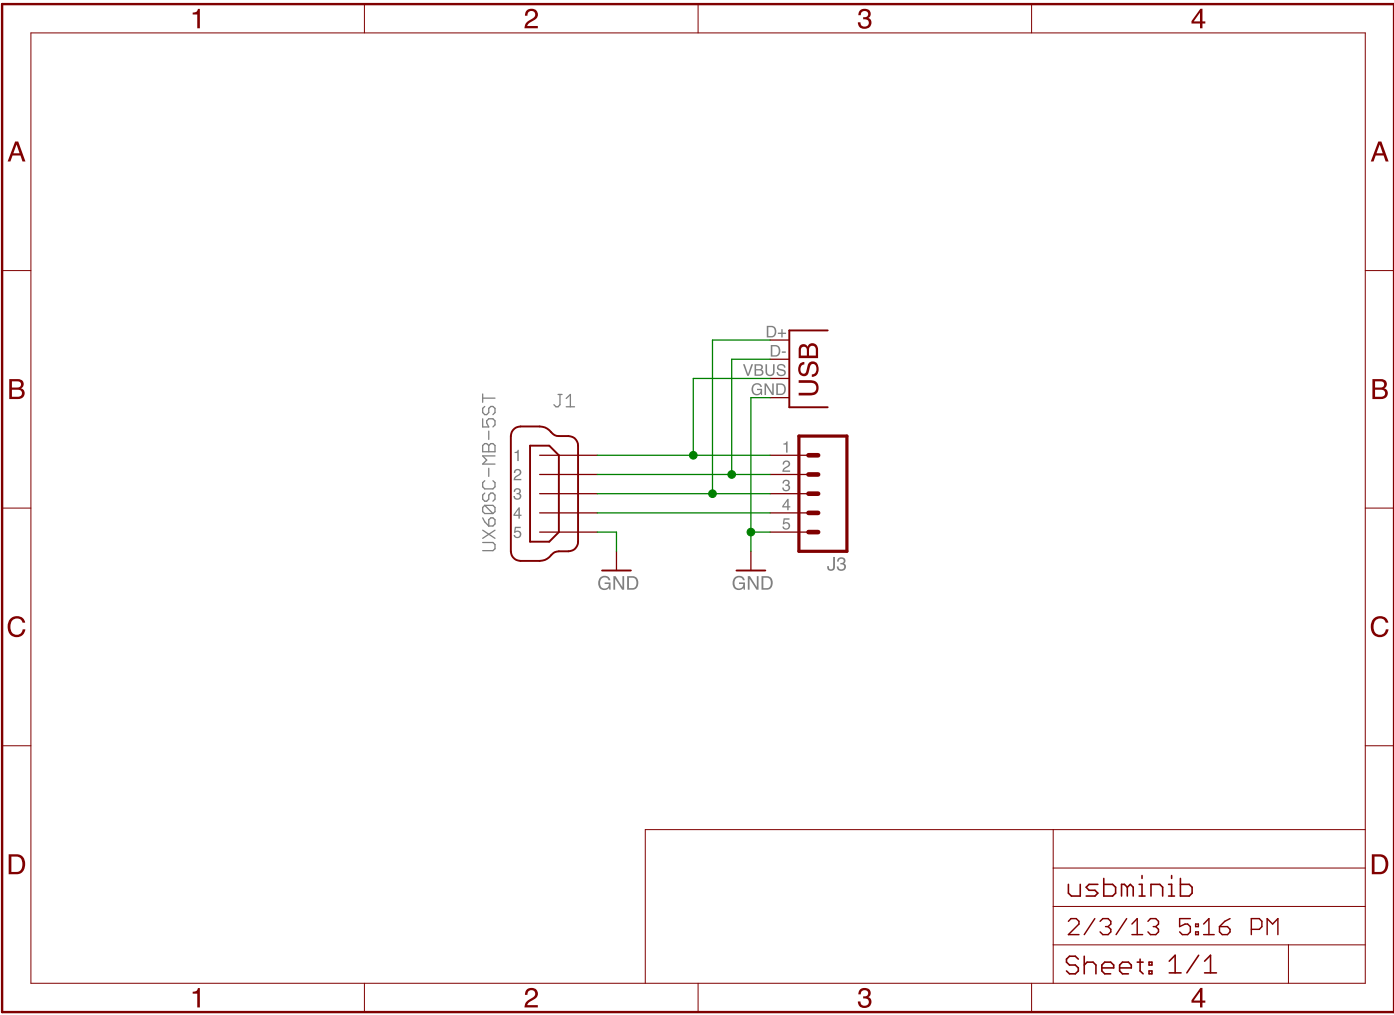 1 2 3 4
A A
D+
D-
VBUS
GND
USB
B B
J1
UX60SC-MB-5ST
1
2
3
4
5
1
2
3
4
5
J3
GND GND
C C
D D
usbminib
2/3/13 5:16 PM
Sheet: 1/1
1 2 3 4